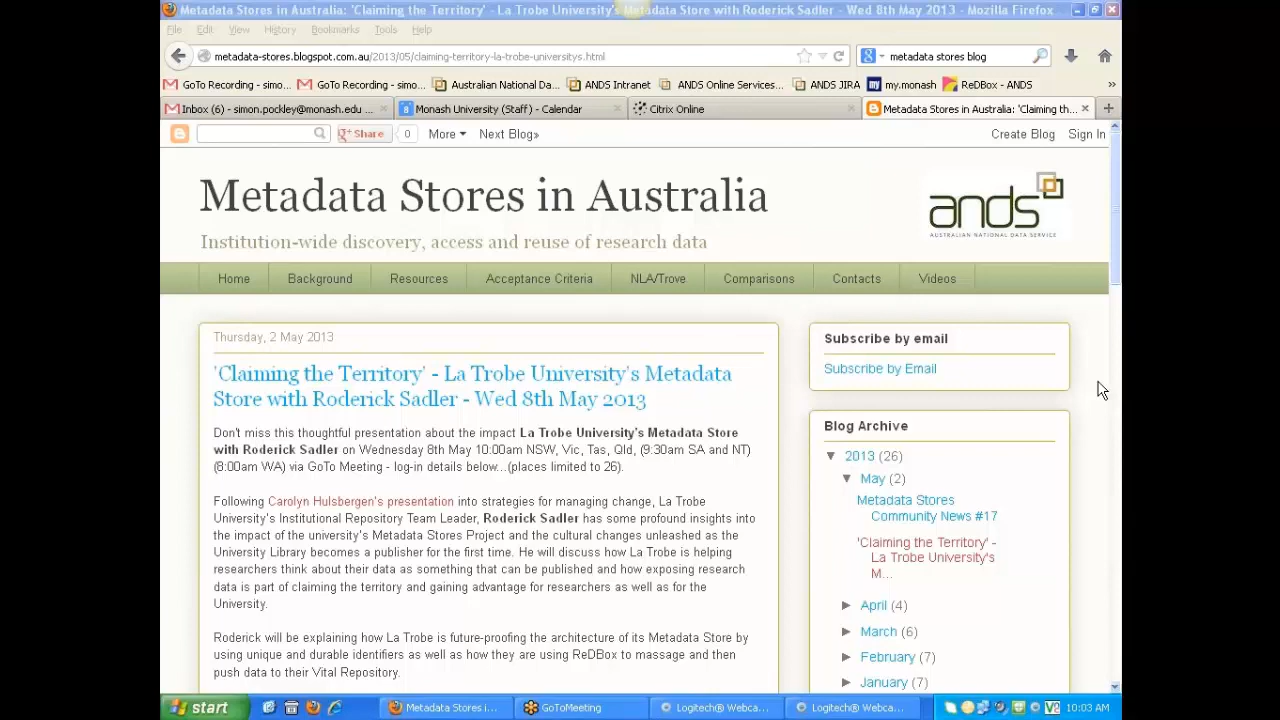 Metadata Stores in Australia: 'Claiming the Territory' - La Trobe University's Metadata Store with Roderick Sadler - Wed 8th May 2013 - Mozilla Firefox
File Edit View History Bookmarks Tools Help
metadata-stores.blogspot.com.au/2013/05/claiming-territory-la-trobe-universitys.html
metadata stores blog
GoTo Recording - simo... GoTo Recording - simo... Australian National Da... ANDS Intranet ANDS Online Services... ANDS JIRA my my.monash ReDBox - ANDS »
Inbox (6) - simon.pockley@monash.edu ... Monash University (Staff) - Calendar Citrix Online Metadata Stores in Australia: 'Claiming th...
Share 0 More Next Blog» Create Blog Sign In
Metadata Stores in Australia
ands
AUSTRALIAN NATIONAL DATA SERVICE
Institution-wide discovery, access and reuse of research data
Home Background Resources Acceptance Criteria NLA/Trove Comparisons Contacts Videos
Thursday, 2 May 2013
'Claiming the Territory' - La Trobe University's Metadata
Store with Roderick Sadler - Wed 8th May 2013
Don't miss this thoughtful presentation about the impact La Trobe University's Metadata Store
with Roderick Sadler on Wednesday 8th May 10:00am NSW, Vic, Tas, Qld, (9:30am SA and NT)
(8:00am WA) via GoTo Meeting - log-in details below...(places limited to 26).
Following Carolyn Hulsbergen's presentation into strategies for managing change, La Trobe
University's Institutional Repository Team Leader, Roderick Sadler has some profound insights into
the impact of the university's Metadata Stores Project and the cultural changes unleashed as the
University Library becomes a publisher for the first time. He will discuss how La Trobe is helping
researchers think about their data as something that can be published and how exposing research
data is part of claiming the territory and gaining advantage for researchers as well as for the
University.
Roderick will be explaining how La Trobe is future-proofing the architecture of its Metadata Store by
using unique and durable identifiers as well as how they are using ReDBox to massage and then
push data to their Vital Repository.
Subscribe by email
Subscribe by Email
Blog Archive
▼ 2013 (26)
▼ May (2)
Metadata Stores
Community News #17
'Claiming the Territory' -
La Trobe University's
M...
► April (4)
► March (6)
► February (7)
► January (7)
start Metadata Stores i... GoToMeeting Logitech® Webca... Logitech® Webca... 10:03 AM